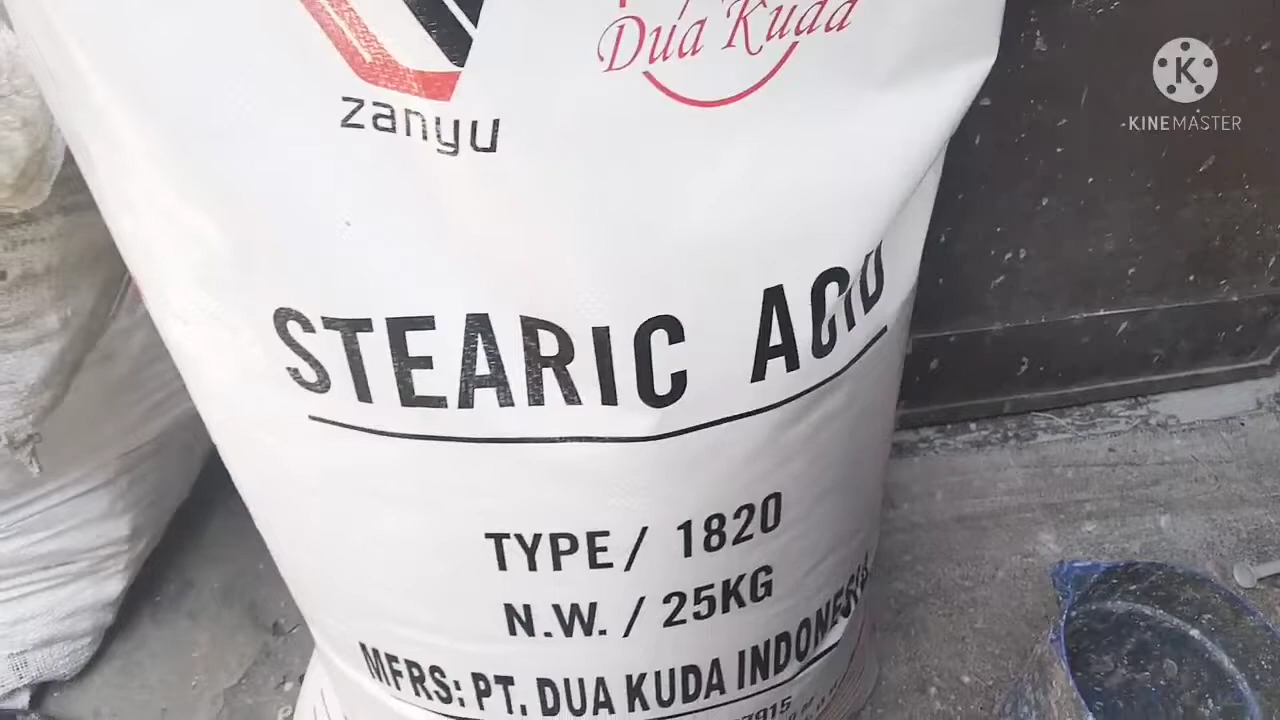 Dua Kuda
zanyu
KINEMASTER
STEARIC ACID
TYPE / 1820
N.W. / 25KG
MFRS: PT. DUA KUDA INDONESIA